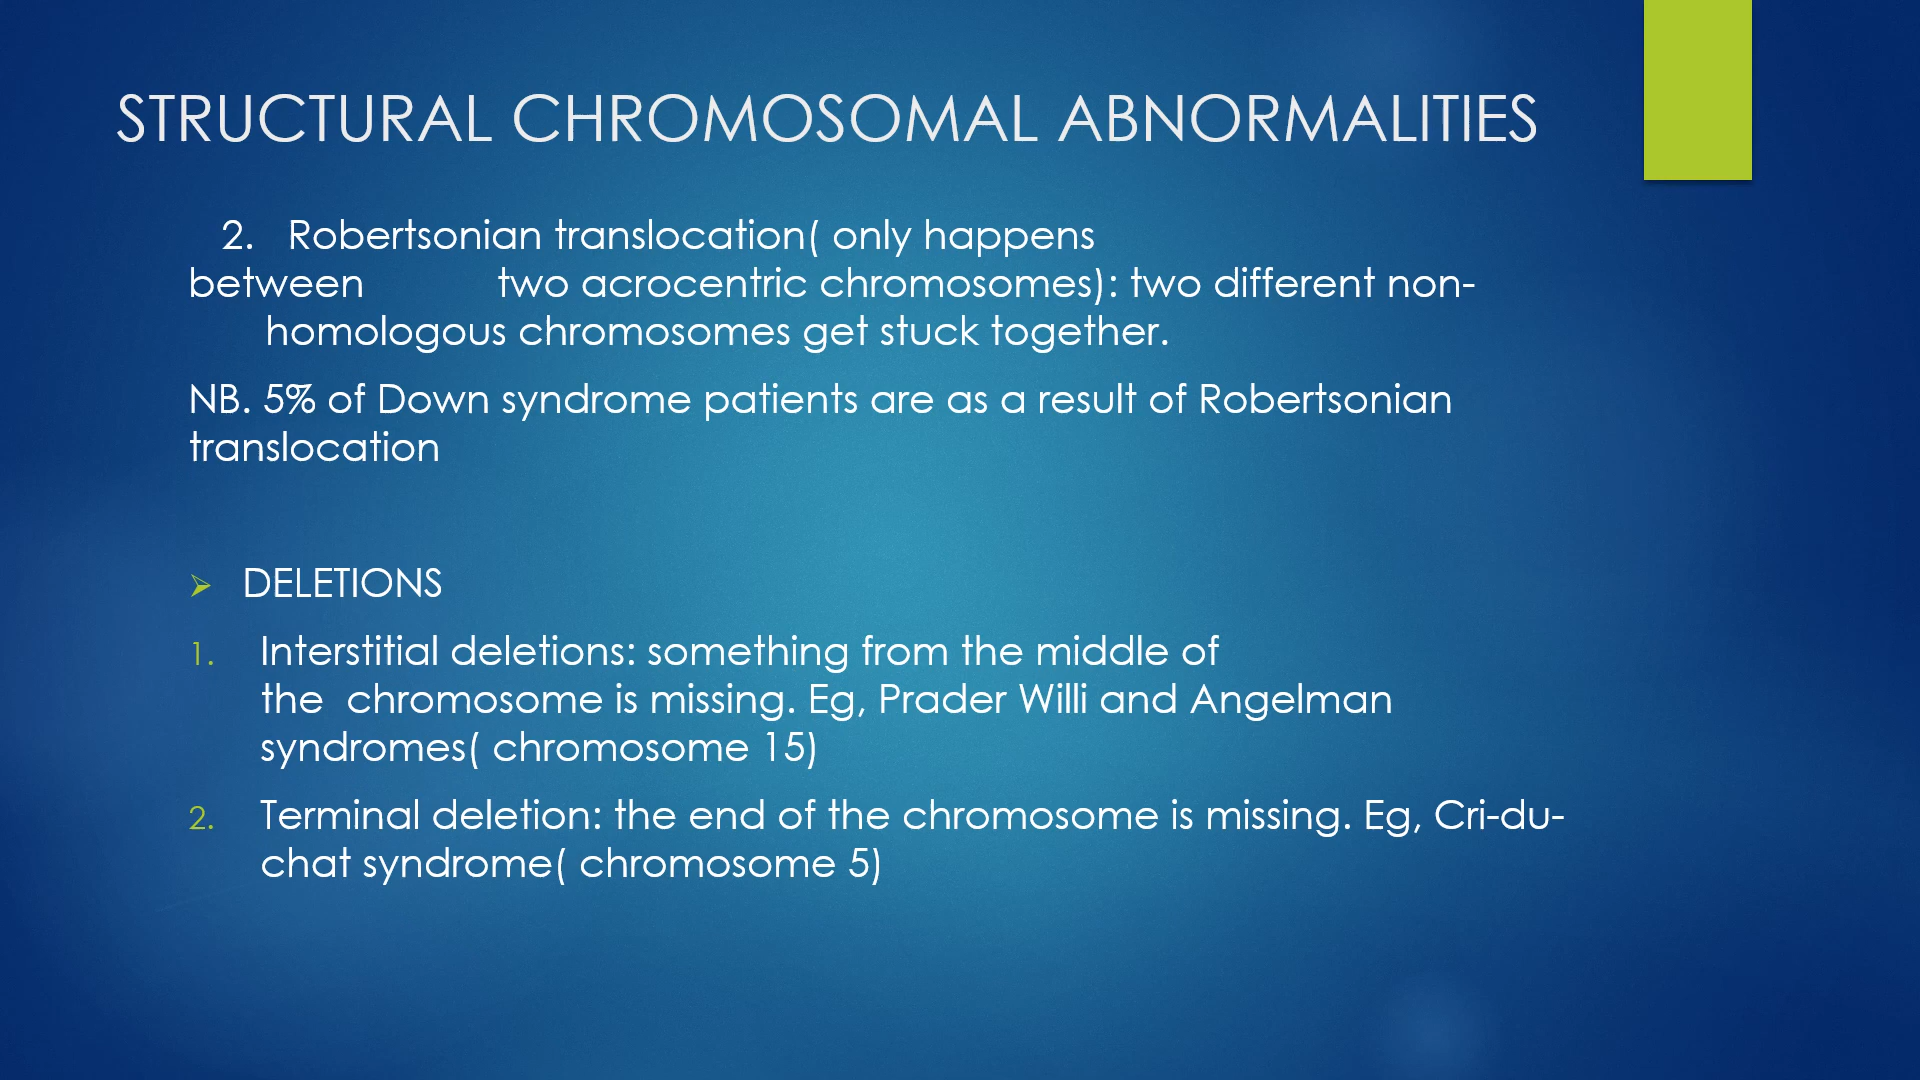 STRUCTURAL CHROMOSOMAL ABNORMALITIES
2. Robertsonian translocation( only happens
between two acrocentric chromosomes): two different non-
homologous chromosomes get stuck together.
NB. 5% of Down syndrome patients are as a result of Robertsonian
translocation
➢ DELETIONS
1. Interstitial deletions: something from the middle of
the chromosome is missing. Eg, Prader Willi and Angelman
syndromes( chromosome 15)
2. Terminal deletion: the end of the chromosome is missing. Eg, Cri-du-
chat syndrome( chromosome 5)